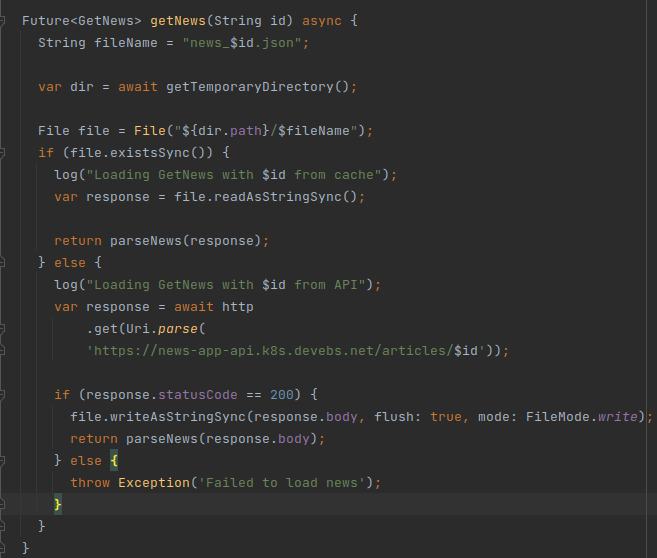 Future<GetNews> getNews(String id) async {
  String fileName = "news_$id.json";

  var dir = await getTemporaryDirectory();

  File file = File("${dir.path}/$fileName");
  if (file.existsSync()) {
    log("Loading GetNews with $id from cache");
    var response = file.readAsStringSync();

    return parseNews(response);
  } else {
    log("Loading GetNews with $id from API");
    var response = await http
        .get(Uri.parse(
        'https://news-app-api.k8s.devebs.net/articles/$id'));

    if (response.statusCode == 200) {
      file.writeAsStringSync(response.body, flush: true, mode: FileMode.write);
      return parseNews(response.body);
    } else {
      throw Exception('Failed to load news');
    }
  }
}